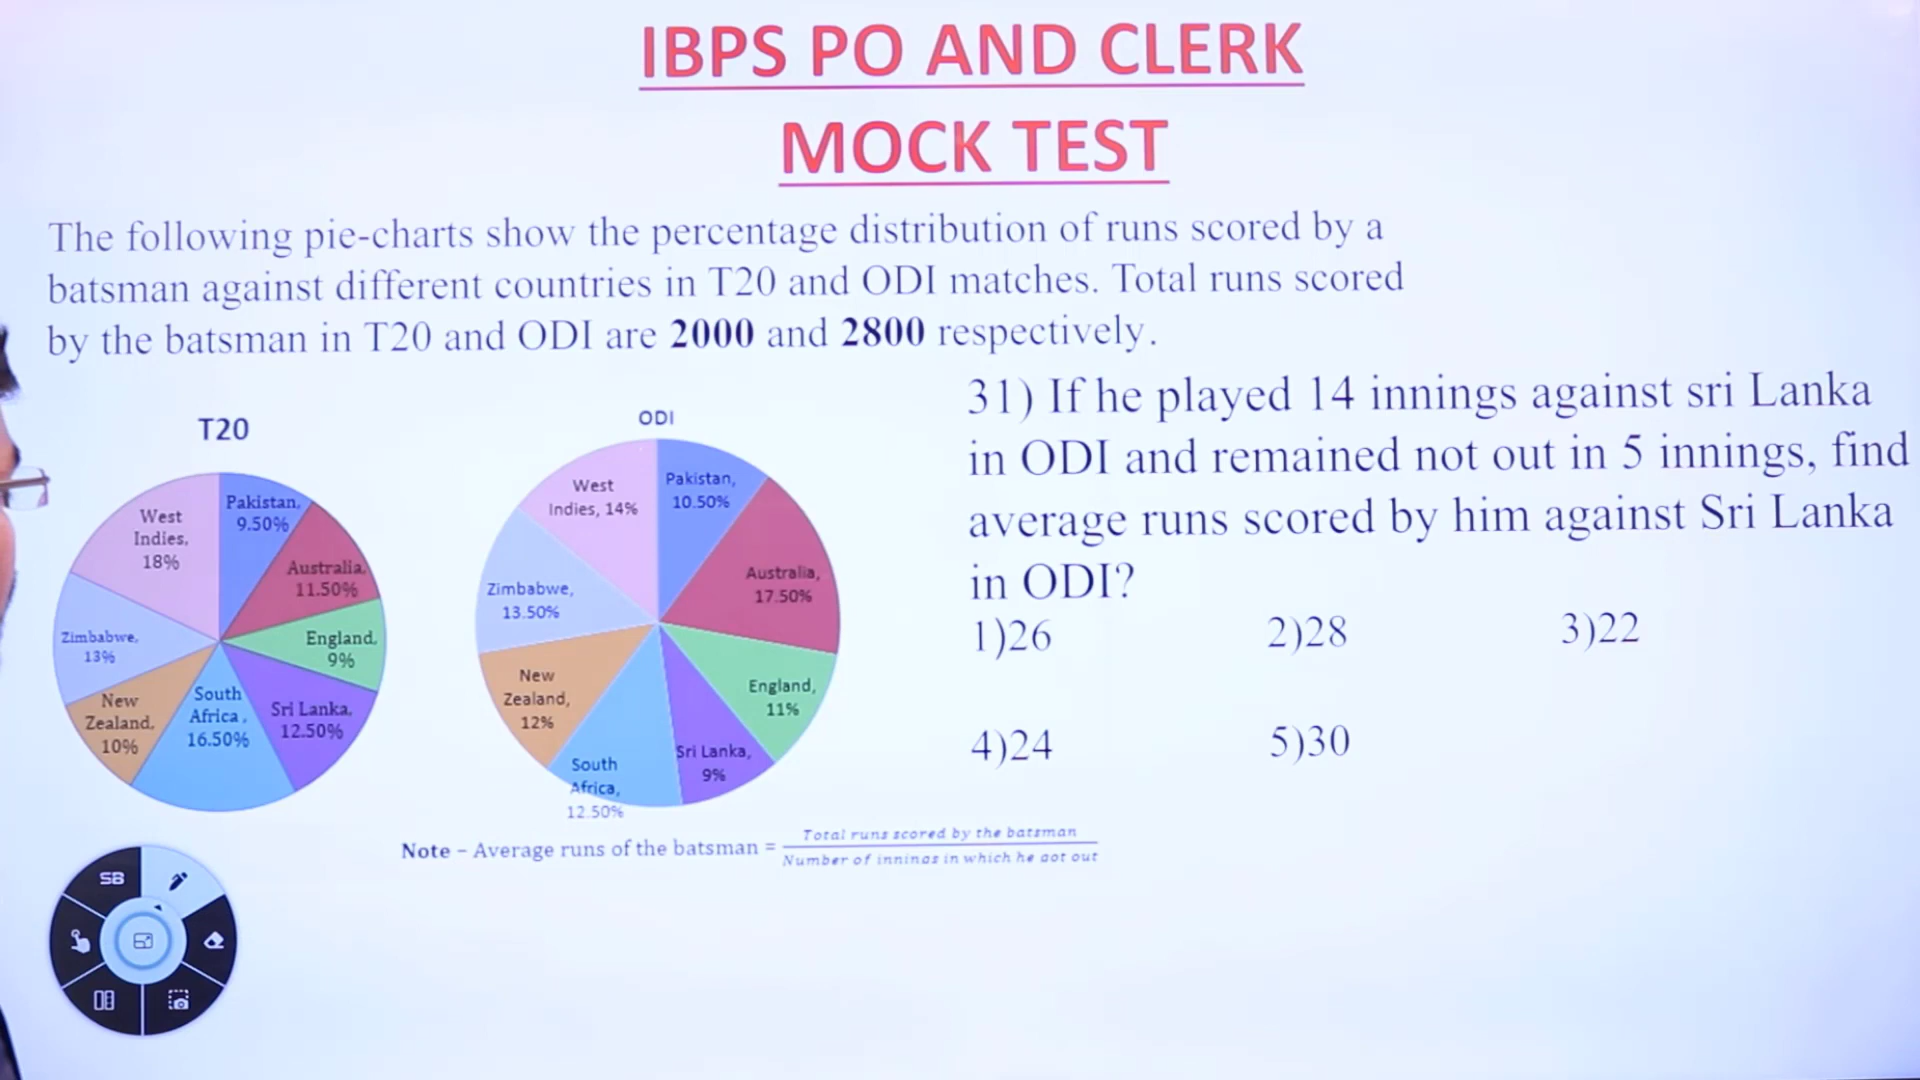 IBPS PO AND CLERK
MOCK TEST
The following pie-charts show the percentage distribution of runs scored by a
batsman against different countries in T20 and ODI matches. Total runs scored
by the batsman in T20 and ODI are 2000 and 2800 respectively.
T20
Pakistan,
9.50%
Australia,
11.50%
England,
9%
Sri Lanka,
12.50%
South
Africa,
16.50%
New
Zealand,
10%
Zimbabwe,
13%
West
Indies,
18%
ODI
Pakistan,
10.50%
Australia,
17.50%
England,
11%
Sri Lanka,
9%
South
Africa,
12.50%
New
Zealand,
12%
Zimbabwe,
13.50%
West
Indies, 14%
31) If he played 14 innings against sri Lanka
in ODI and remained not out in 5 innings, find
average runs scored by him against Sri Lanka
in ODI?
1)26 2)28 3)22
4)24 5)30
Note – Average runs of the batsman = Total runs scored by the batsman
Number of innings in which he got out
SB